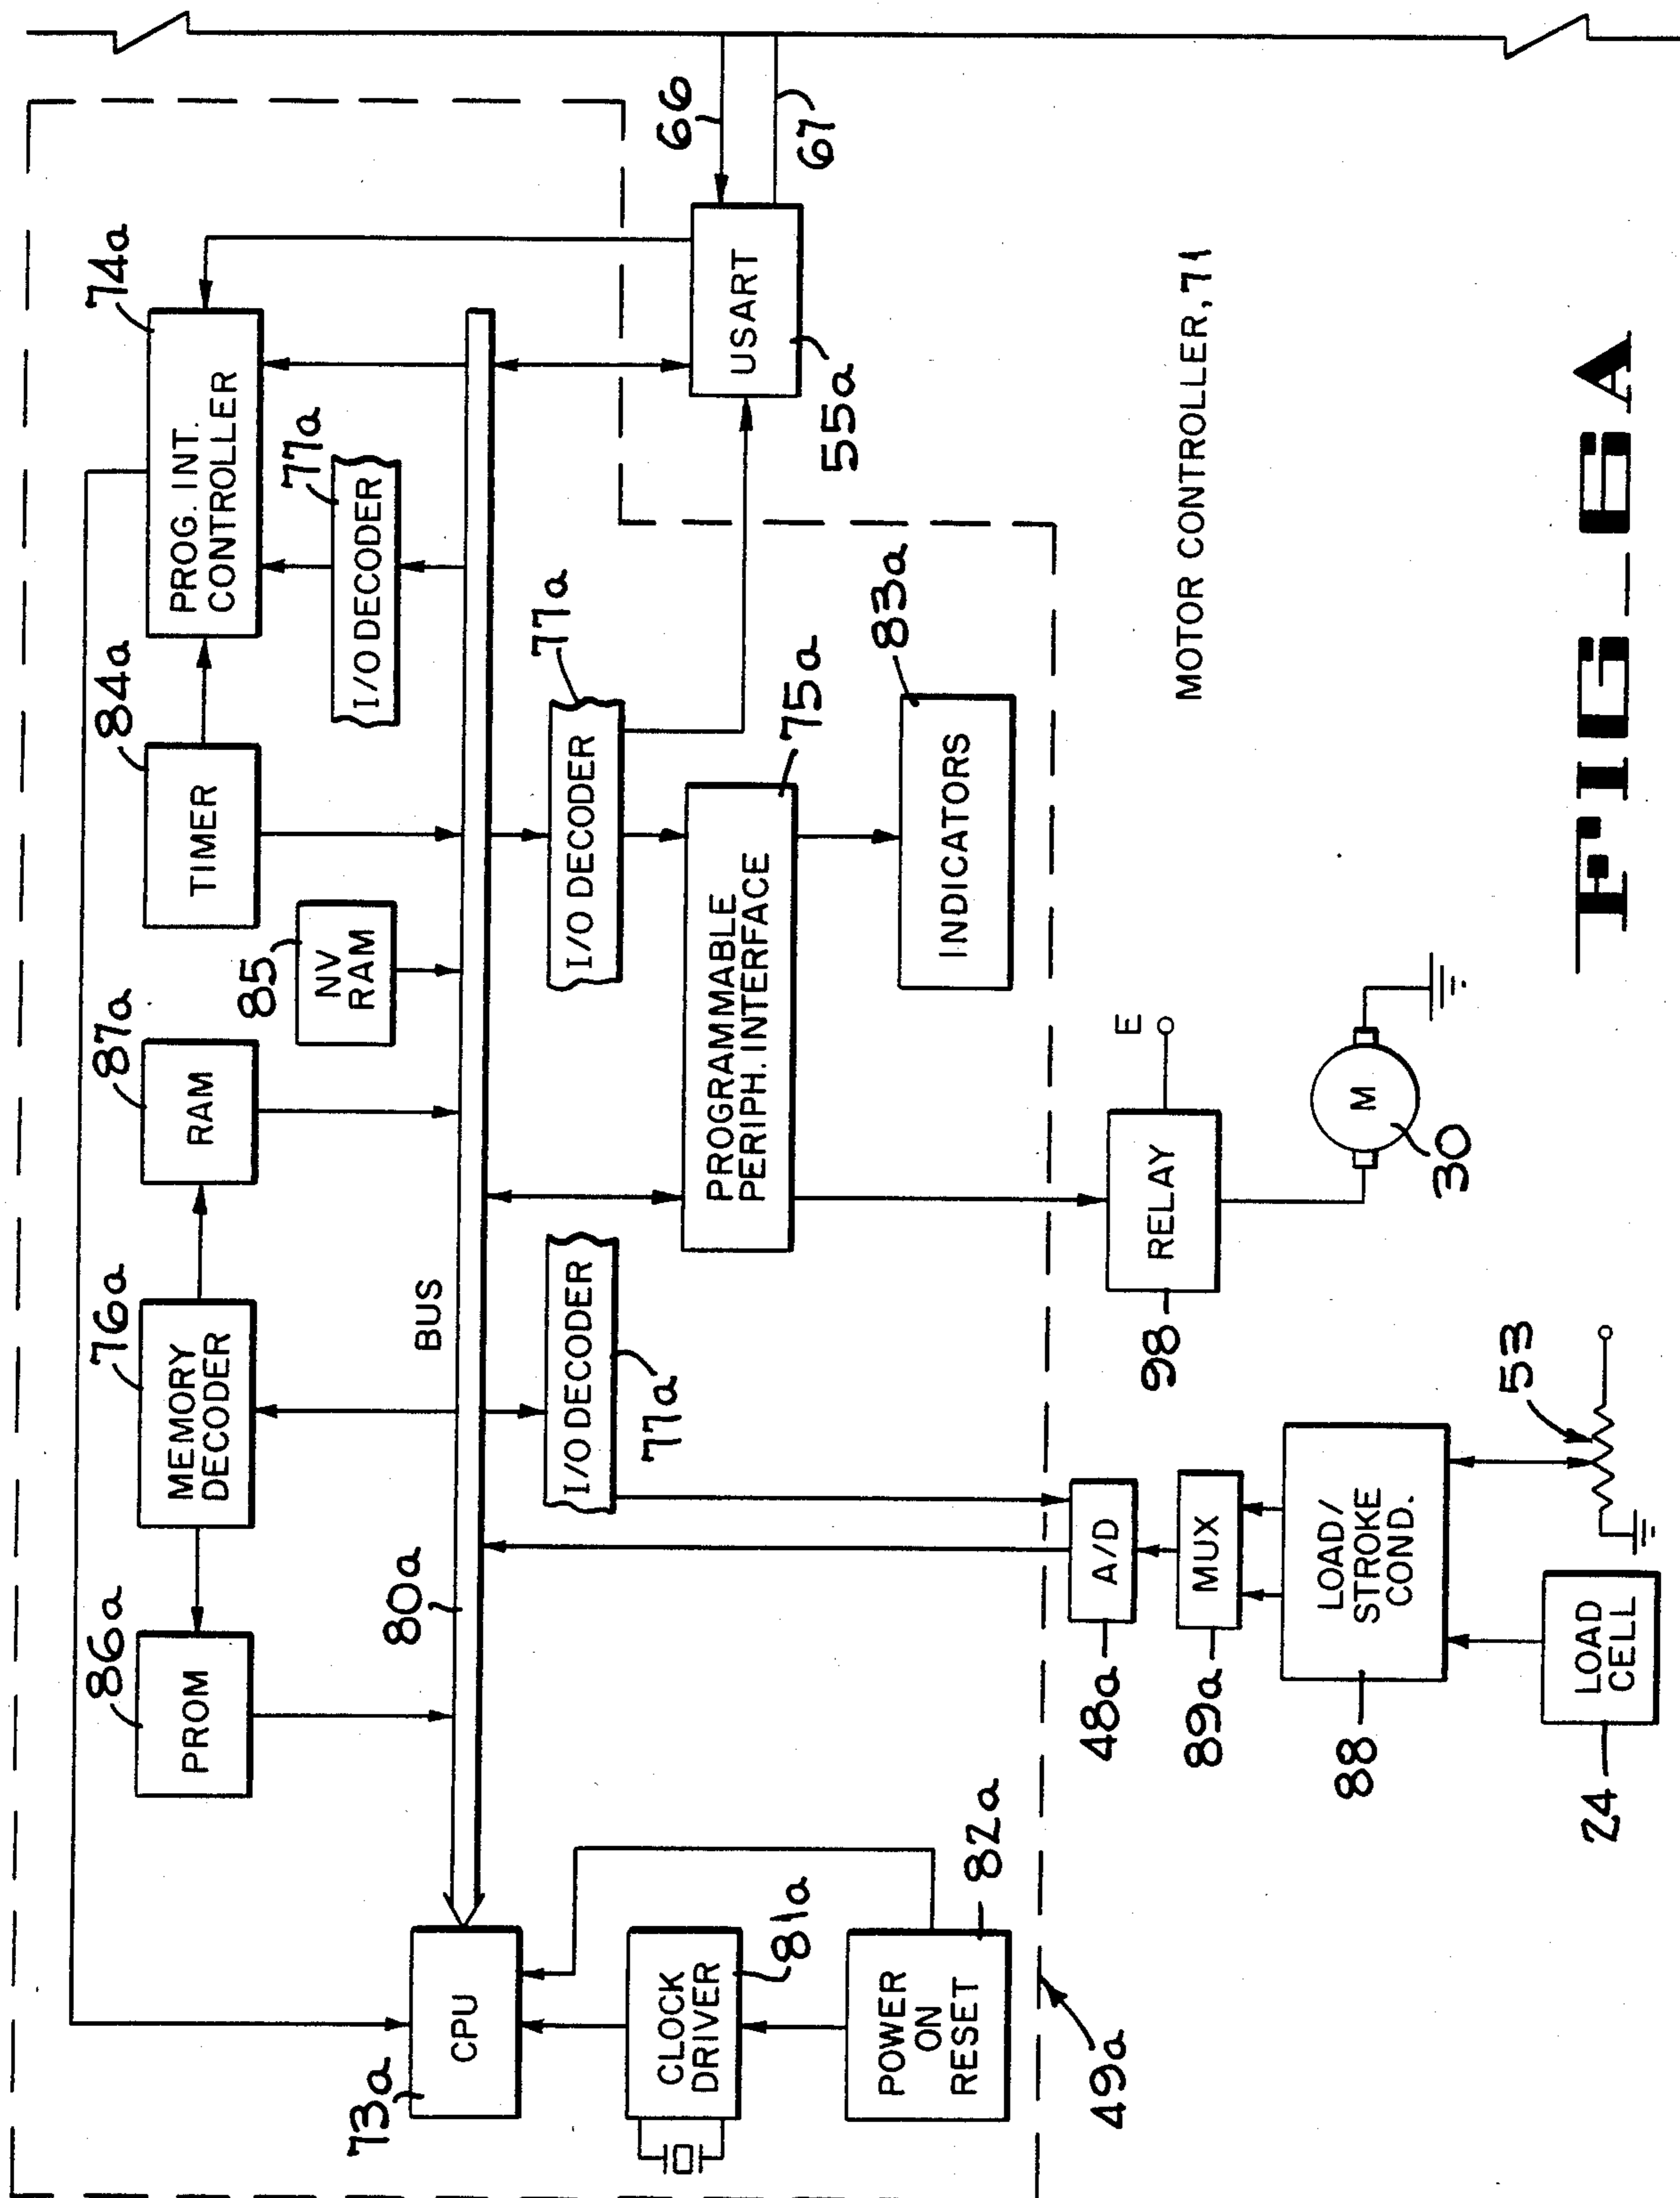 86a
76a
87a
84a
74a
PROM
MEMORY
DECODER
RAM
85
NV
RAM
TIMER
PROG. INT.
CONTROLLER
I/O DECODER
77a
80a
BUS
73a
CPU
81a
CLOCK
DRIVER
82a
POWER
ON
RESET
I/O DECODER
77a
I/O DECODER
77a
PROGRAMMABLE
PERIPH. INTERFACE
75a
USART
55a
66
67
INDICATORS
83a
49a
48a
A/D
89a
MUX
88
LOAD/
STROKE
COND.
24
LOAD
CELL
53
98
RELAY
E
M
30
MOTOR CONTROLLER, 71
FIG_6A